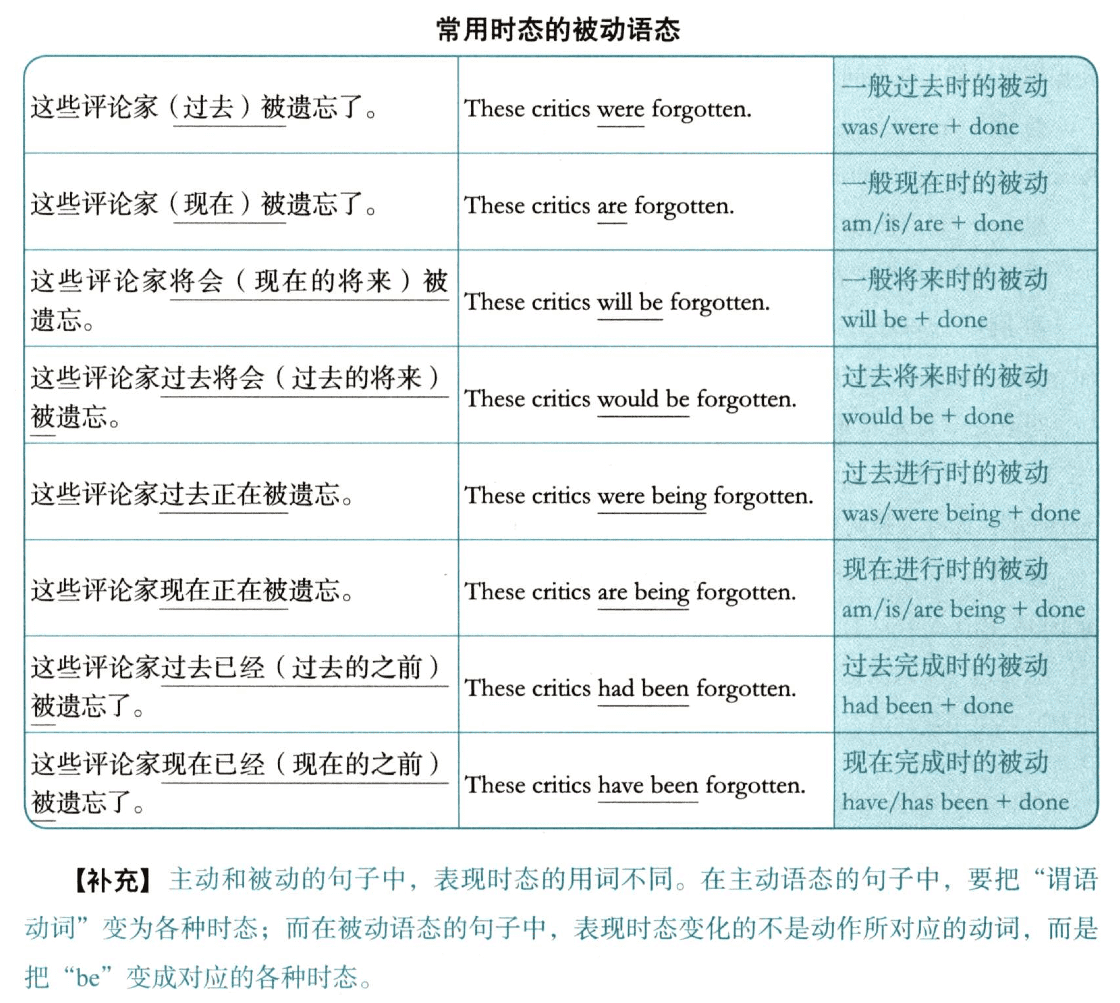 常用时态的被动语态
这些评论家（过去）被遗忘了。
These critics were forgotten.
一般过去时的被动
was/were + done
这些评论家（现在）被遗忘了。
These critics are forgotten.
一般现在时的被动
am/is/are + done
这些评论家将会（现在的将来）被
遗忘。
These critics will be forgotten.
一般将来时的被动
will be + done
这些评论家过去将会（过去的将来）
被遗忘。
These critics would be forgotten.
过去将来时的被动
would be + done
这些评论家过去正在被遗忘。
These critics were being forgotten.
过去进行时的被动
was/were being + done
这些评论家现在正在被遗忘。
These critics are being forgotten.
现在进行时的被动
am/is/are being + done
这些评论家过去已经（过去的之前）
被遗忘了。
These critics had been forgotten.
过去完成时的被动
had been + done
这些评论家现在已经（现在的之前）
被遗忘了。
These critics have been forgotten.
现在完成时的被动
have/has been + done
【补充】主动和被动的句子中，表现时态的用词不同。在主动语态的句子中，要把“谓语
动词”变为各种时态；而在被动语态的句子中，表现时态变化的不是动作所对应的动词，而是
把“be”变成对应的各种时态。